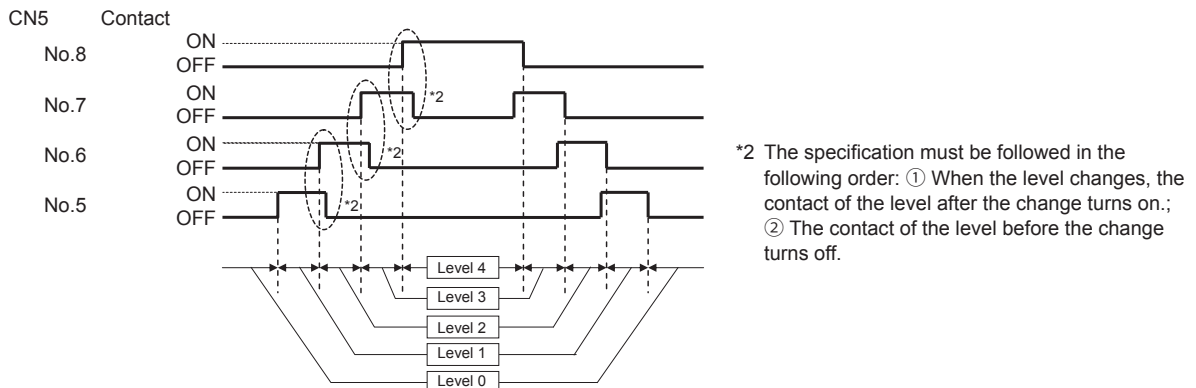 CN5 Contact
No.8 ON
OFF
No.7 ON
OFF
*2
No.6 ON
OFF
*2
No.5 ON
OFF
*2
Level 4
Level 3
Level 2
Level 1
Level 0
*2 The specification must be followed in the
following order: ① When the level changes, the
contact of the level after the change turns on.;
② The contact of the level before the change
turns off.